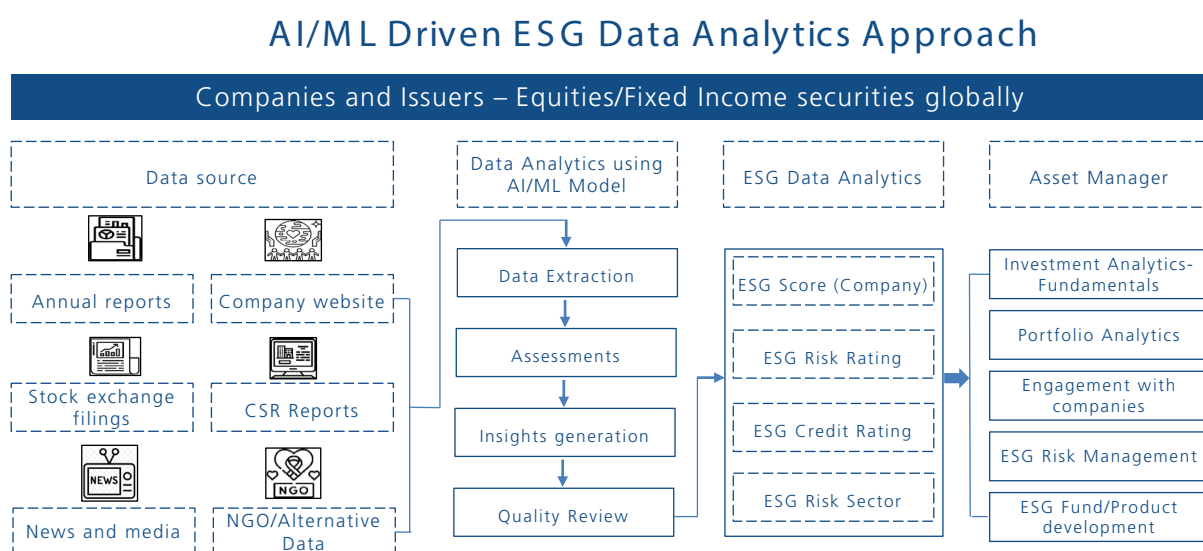 AI/ML Driven ESG Data Analytics Approach
Companies and Issuers – Equities/Fixed Income securities globally
Data source
Data Analytics using
AI/ML Model
ESG Data Analytics
Asset Manager
Annual reports
Company website
Stock exchange
filings
CSR Reports
NEWS
News and media
NGO
NGO/Alternative
Data
Data Extraction
Assessments
Insights generation
Quality Review
ESG Score (Company)
ESG Risk Rating
ESG Credit Rating
ESG Risk Sector
Investment Analytics-
Fundamentals
Portfolio Analytics
Engagement with
companies
ESG Risk Management
ESG Fund/Product
development